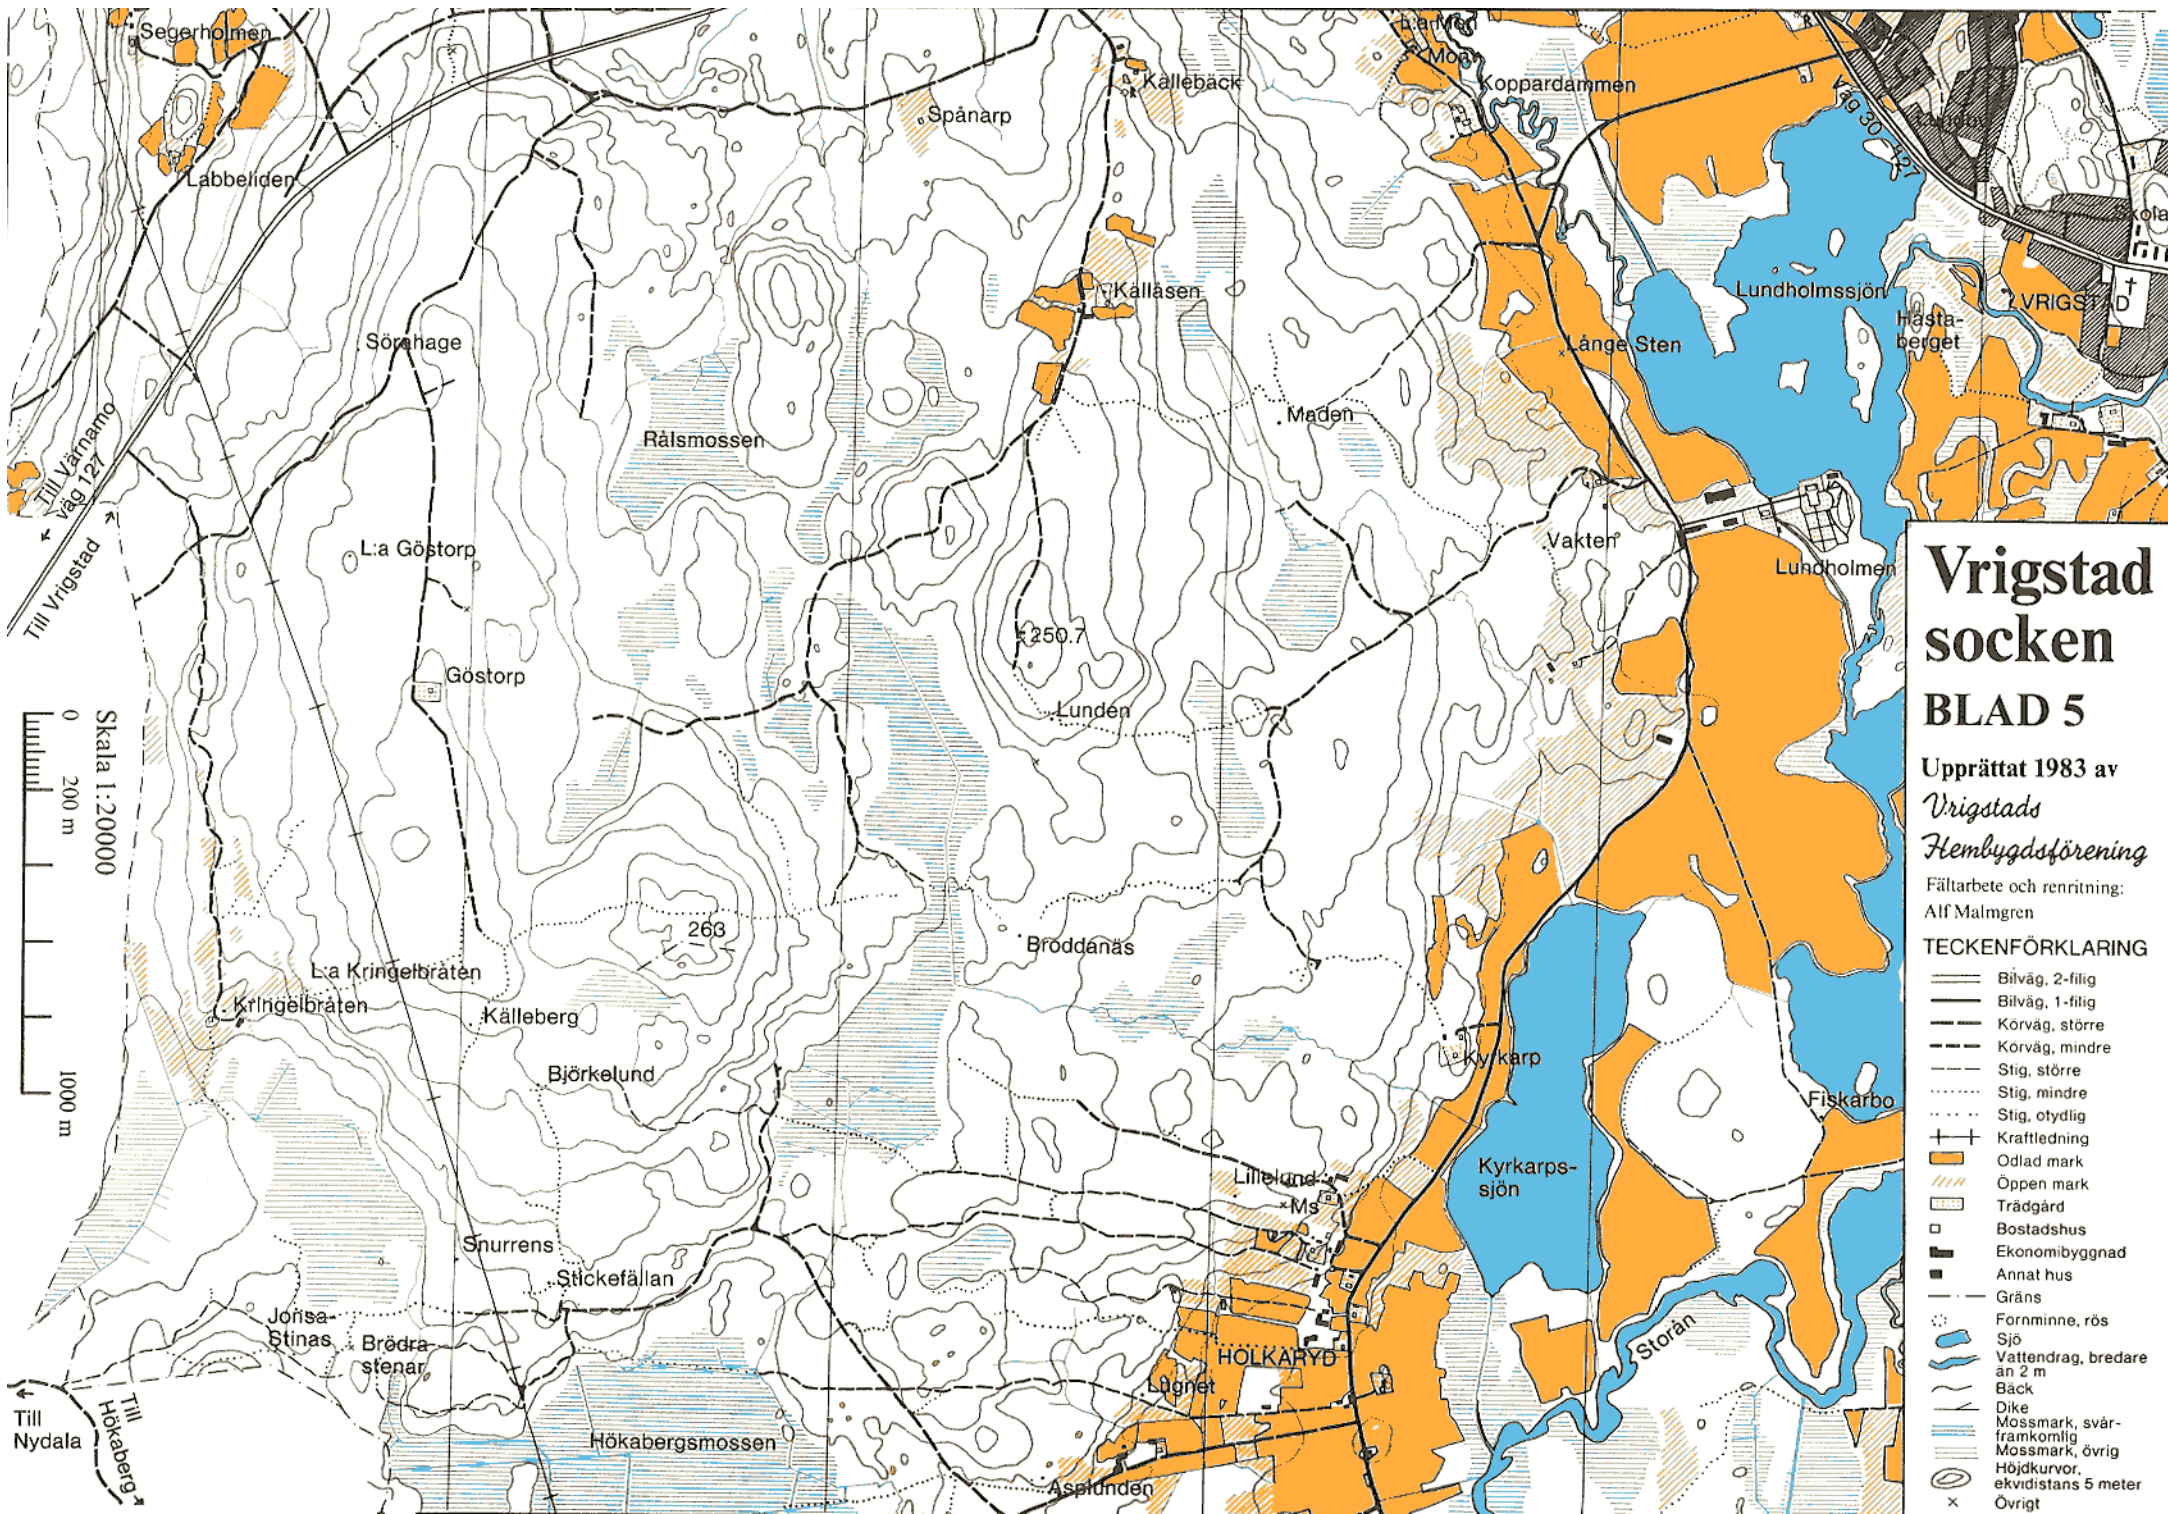 Segerholmen
Labbeliden
Spånarp
Källebäck
L:a Mon
Mon
Koppardammen
Väg 30-127
Lundby
Skola
Källåsen
Lundholmssjön
VRIGSTAD
Hästa-
berget
Långe Sten
Sörahage
Rålsmossen
Maden
Till Värnamo
väg 127
Till Vrigstad
L:a Göstorp
Vakten
Lundholmen
250.7
Göstorp
Lunden
Skala 1:20000
0
200 m
1000 m
263
Broddanäs
L:a Kringelbråten
Kringelbråten
Källeberg
Björkelund
Kyrkarp
Fiskarbo
Kyrkarps-
sjön
Lillelund
Ms
Snurrens
Stickefällan
Jonsa-
Stinas
Brödra-
stenar
HOLKARYD
Lugnet
Storån
Hökabergsmossen
Asplunden
Till
Nydala
Till
Hökaberg
Vrigstad
socken
BLAD 5
Upprättat 1983 av
Vrigstads
Hembygdsförening
Fältarbete och renritning:
Alf Malmgren
TECKENFÖRKLARING
Bilväg, 2-filig
Bilväg, 1-filig
Körväg, större
Körväg, mindre
Stig, större
Stig, mindre
Stig, otydlig
Kraftledning
Odlad mark
Öppen mark
Trädgård
Bostadshus
Ekonomibyggnad
Annat hus
Gräns
Fornminne, rös
Sjö
Vattendrag, bredare
än 2 m
Bäck
Dike
Mossmark, svår-
framkomlig
Mossmark, övrig
Höjdkurvor,
ekvidistans 5 meter
Övrigt